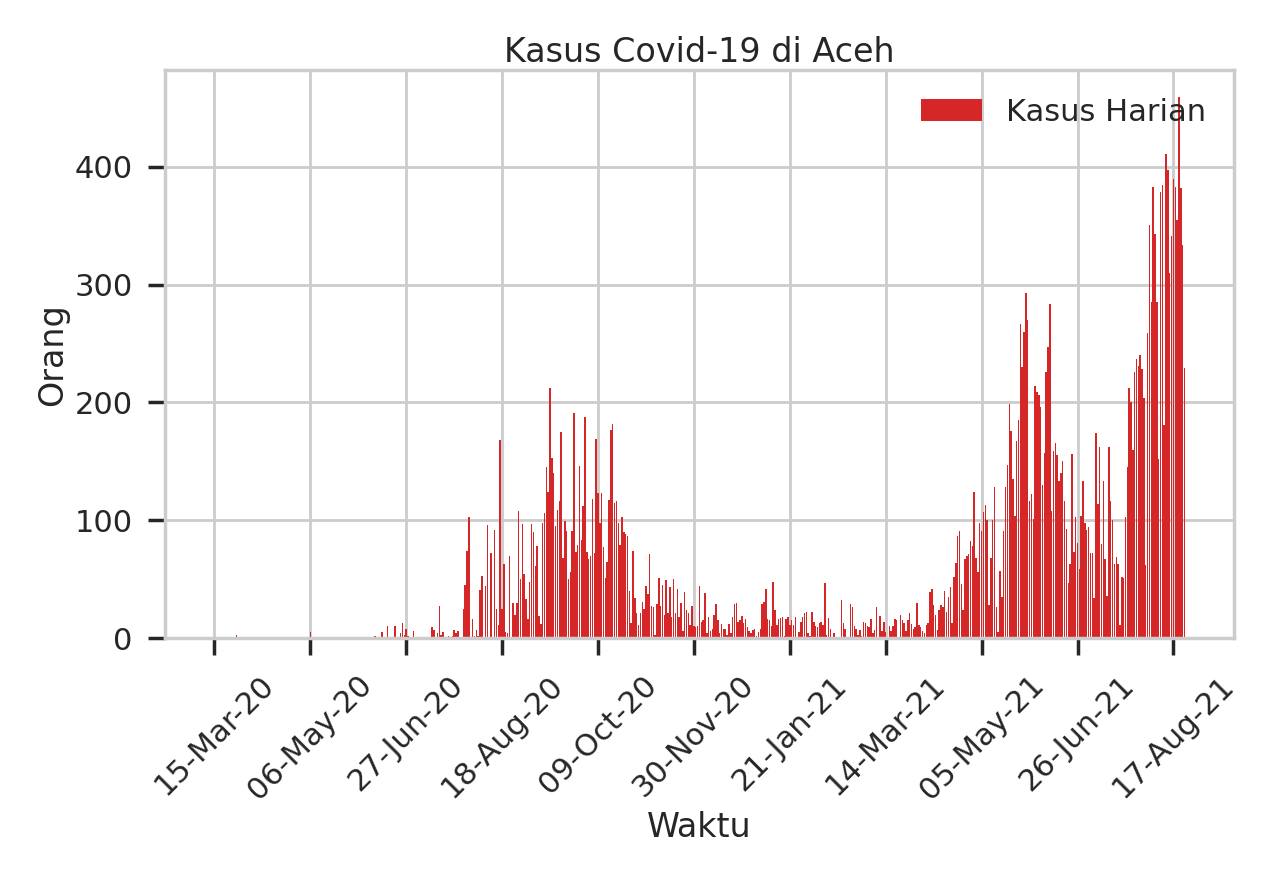 Kasus Covid-19 di Aceh
Kasus Harian
400
300
200
100
0
Orang
15-Mar-20
06-May-20
27-Jun-20
18-Aug-20
09-Oct-20
30-Nov-20
21-Jan-21
14-Mar-21
05-May-21
26-Jun-21
17-Aug-21
Waktu